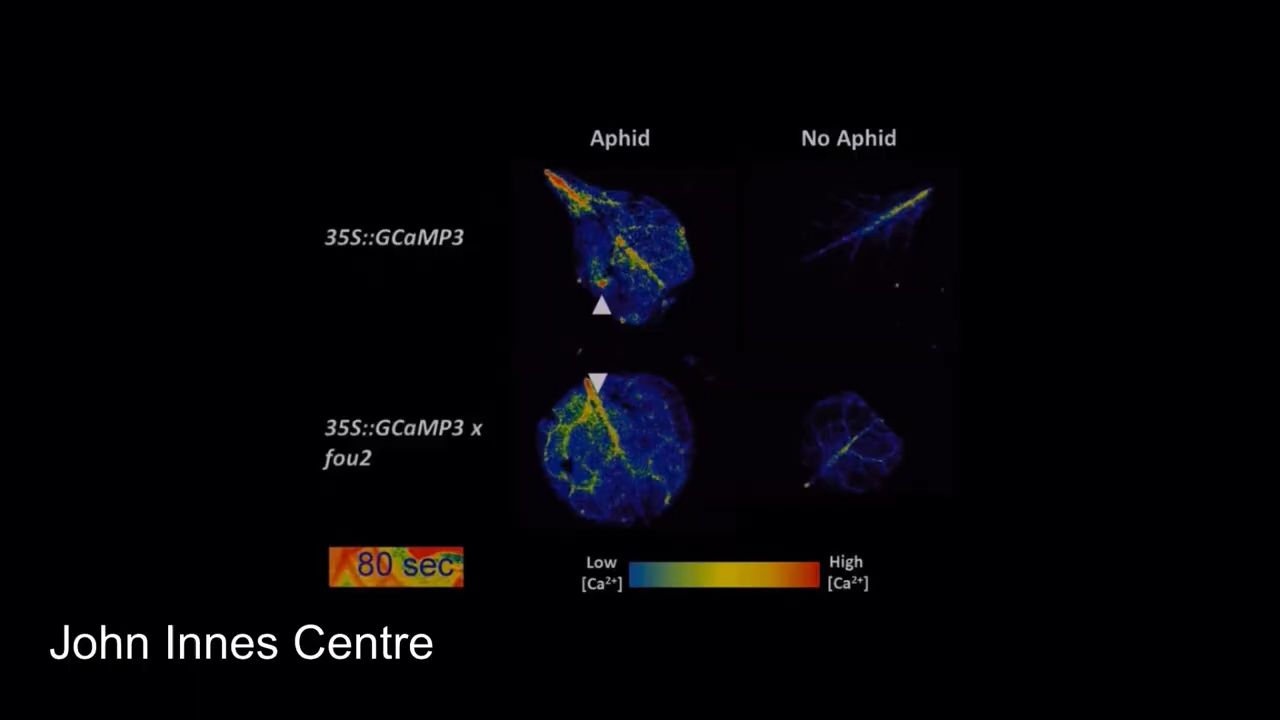 Aphid
No Aphid
35S::GCaMP3
35S::GCaMP3 x
fou2
80 sec
Low
[Ca²⁺]
High
[Ca²⁺]
John Innes Centre